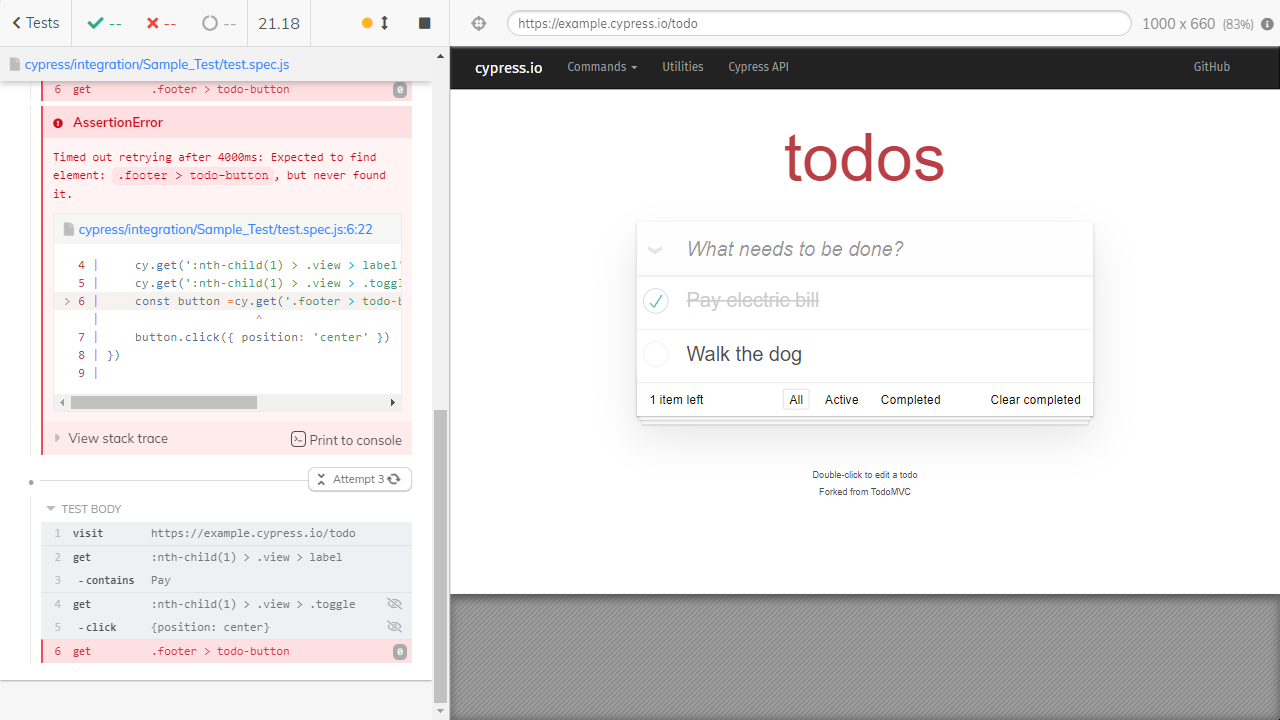 Tests -- -- -- 21.18
cypress/integration/Sample_Test/test.spec.js
6 get .footer > todo-button 0
AssertionError
Timed out retrying after 4000ms: Expected to find
element: .footer > todo-button, but never found
it.
cypress/integration/Sample_Test/test.spec.js:6:22
4 | cy.get(':nth-child(1) > .view > label'
5 | cy.get(':nth-child(1) > .view > .toggl
> 6 | const button =cy.get('.footer > todo-b
| ^
7 | button.click({ position: 'center' })
8 | })
9 |
View stack trace Print to console
Attempt 3
TEST BODY
1 visit https://example.cypress.io/todo
2 get :nth-child(1) > .view > label
3 -contains Pay
4 get :nth-child(1) > .view > .toggle
5 -click {position: center}
6 get .footer > todo-button 0
https://example.cypress.io/todo 1000 x 660 (83%)
cypress.io Commands Utilities Cypress API GitHub
todos
What needs to be done?
Pay electric bill
Walk the dog
1 item left All Active Completed Clear completed
Double-click to edit a todo
Forked from TodoMVC